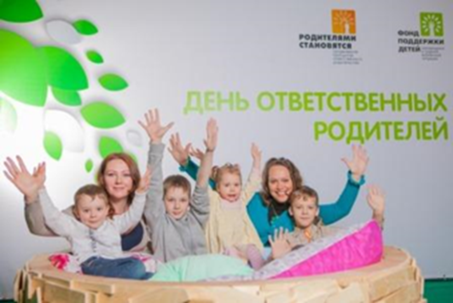 РОДИТЕЛЯМИ
СТАНОВЯТСЯ
ФОНД
ПОДДЕРЖКИ
ДЕТЕЙ
ДЕНЬ ОТВЕТСТВЕННЫХ
РОДИТЕЛЕЙ